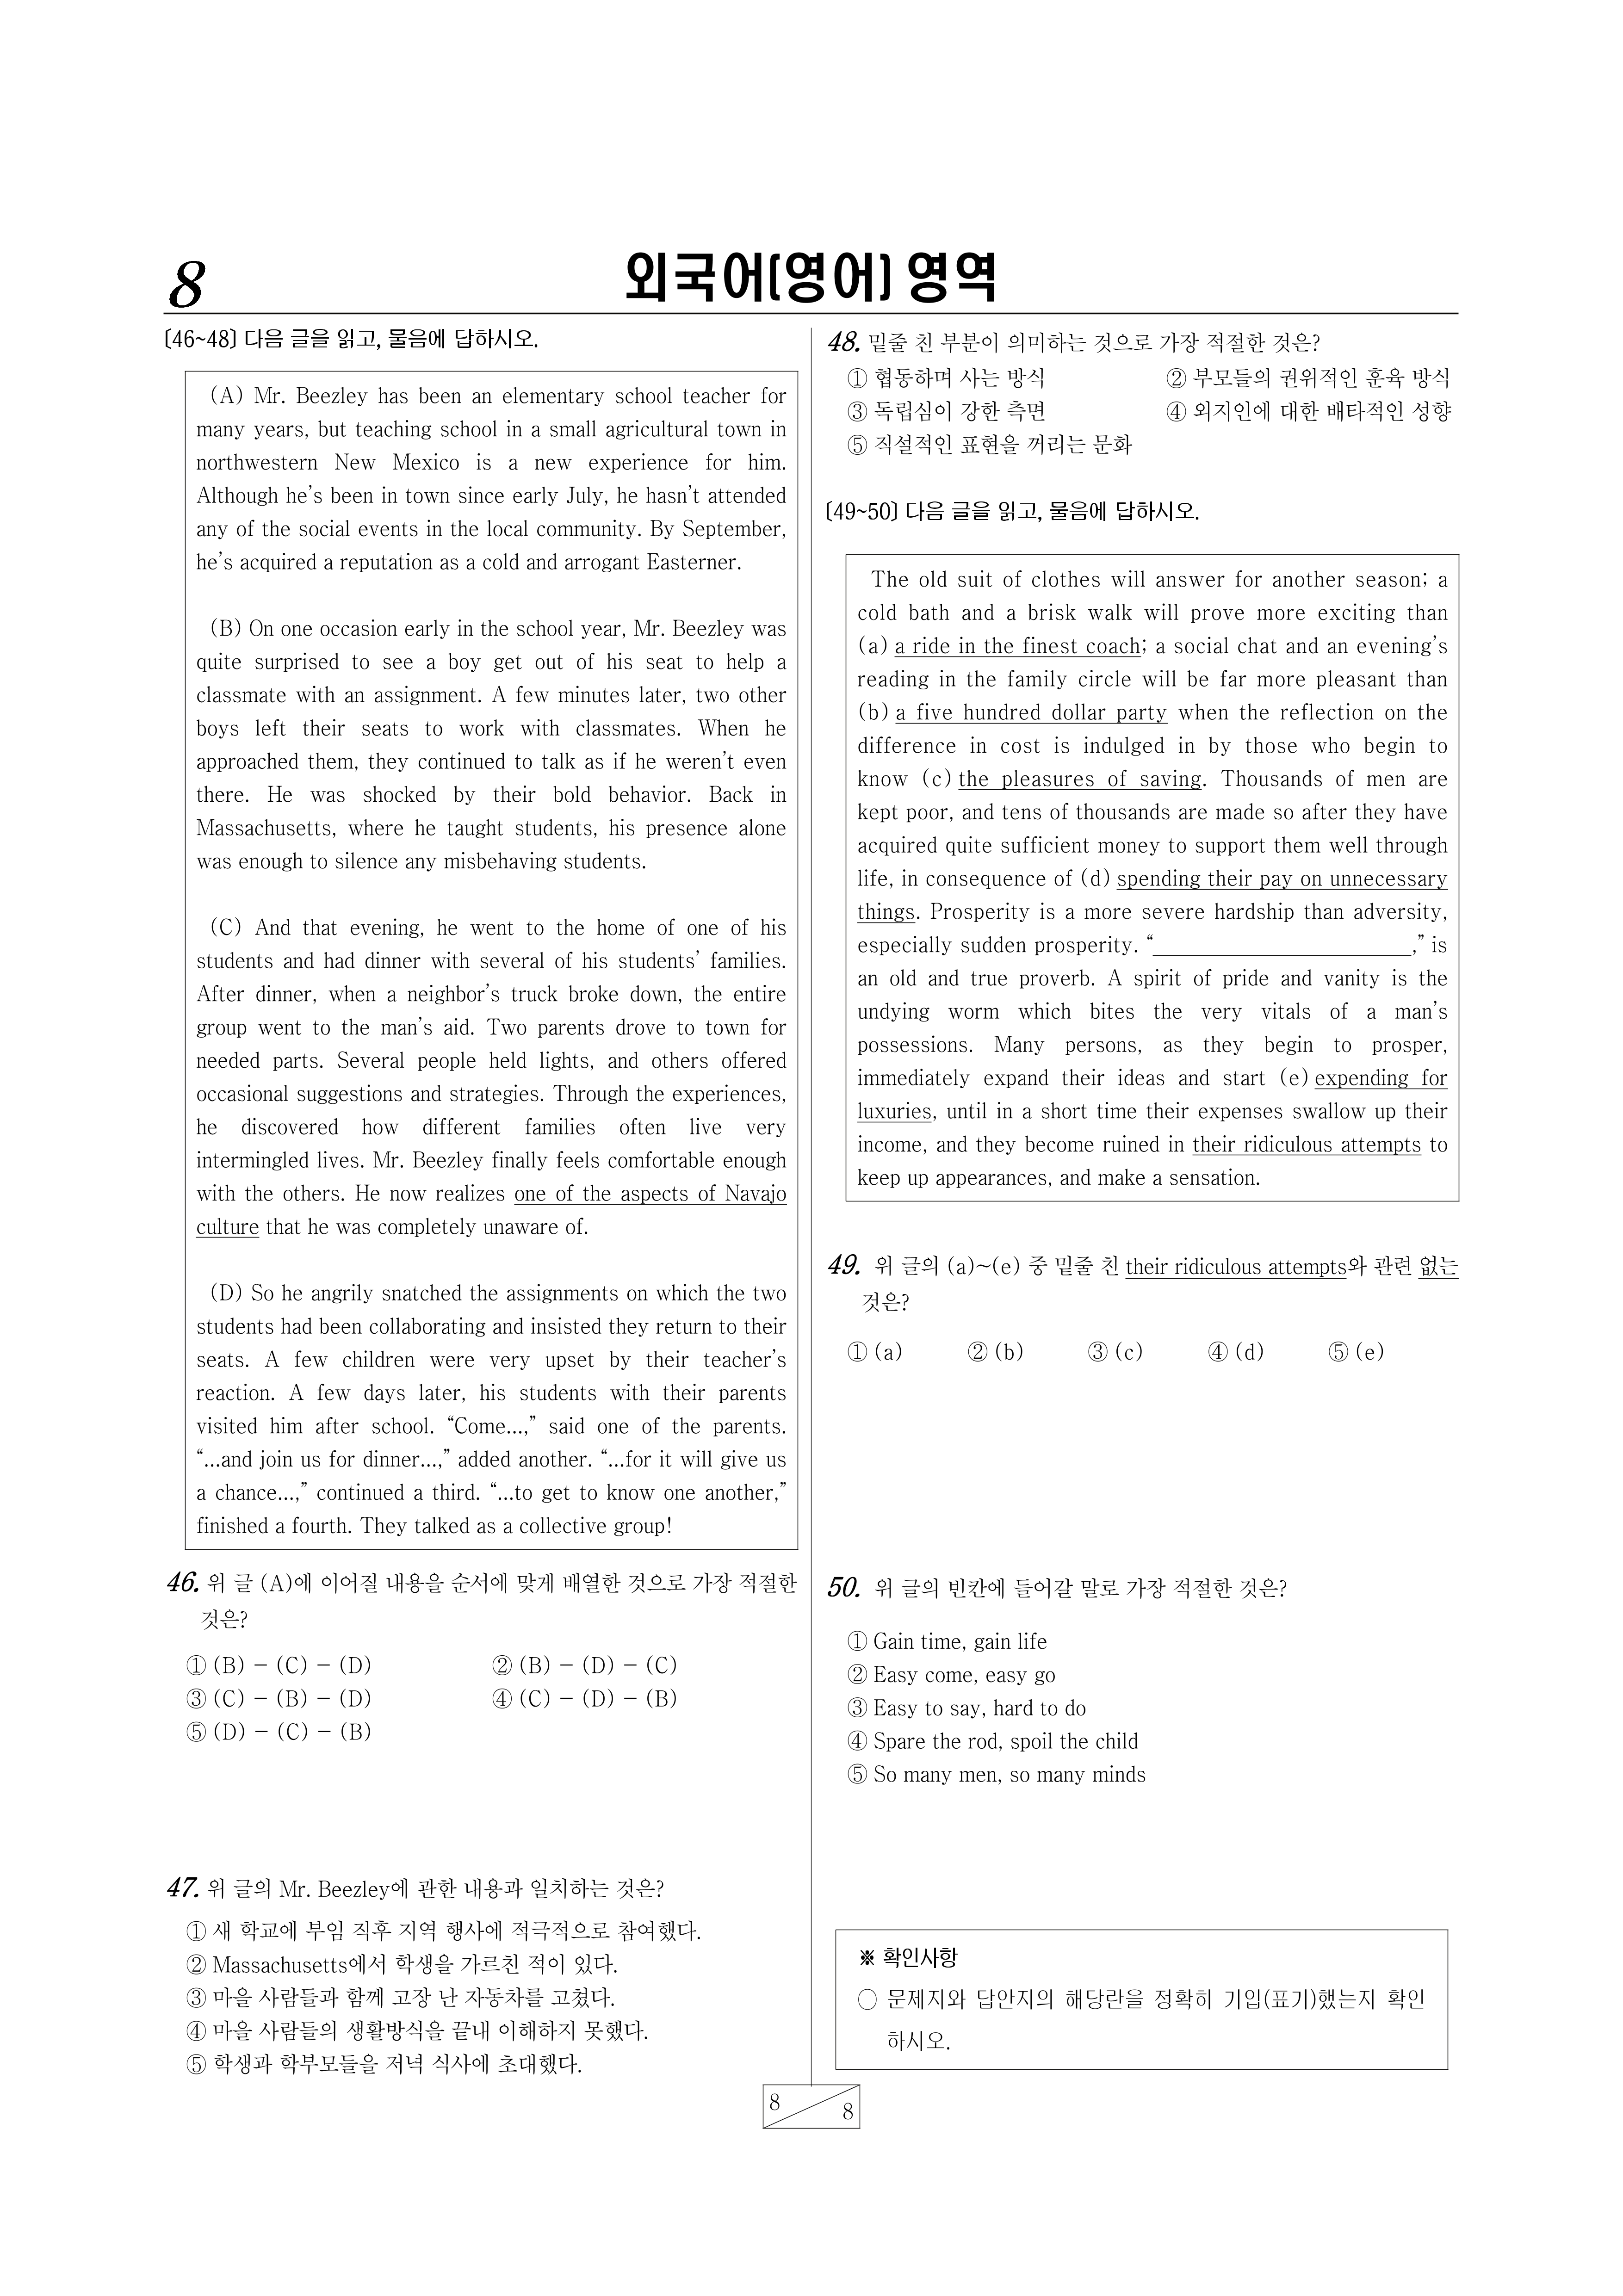 8
외국어(영어) 영역
[46~48] 다음 글을 읽고, 물음에 답하시오.
(A) Mr. Beezley has been an elementary school teacher for
many years, but teaching school in a small agricultural town in
northwestern New Mexico is a new experience for him.
Although he's been in town since early July, he hasn't attended
any of the social events in the local community. By September,
he's acquired a reputation as a cold and arrogant Easterner.
(B) On one occasion early in the school year, Mr. Beezley was
quite surprised to see a boy get out of his seat to help a
classmate with an assignment. A few minutes later, two other
boys left their seats to work with classmates. When he
approached them, they continued to talk as if he weren't even
there. He was shocked by their bold behavior. Back in
Massachusetts, where he taught students, his presence alone
was enough to silence any misbehaving students.
(C) And that evening, he went to the home of one of his
students and had dinner with several of his students' families.
After dinner, when a neighbor's truck broke down, the entire
group went to the man's aid. Two parents drove to town for
needed parts. Several people held lights, and others offered
occasional suggestions and strategies. Through the experiences,
he discovered how different families often live very
intermingled lives. Mr. Beezley finally feels comfortable enough
with the others. He now realizes one of the aspects of Navajo
culture that he was completely unaware of.
(D) So he angrily snatched the assignments on which the two
students had been collaborating and insisted they return to their
seats. A few children were very upset by their teacher's
reaction. A few days later, his students with their parents
visited him after school. “Come...,” said one of the parents.
“...and join us for dinner...,” added another. “...for it will give us
a chance...,” continued a third. “...to get to know one another,”
finished a fourth. They talked as a collective group!
46. 위 글 (A)에 이어질 내용을 순서에 맞게 배열한 것으로 가장 적절한
것은?
① (B) - (C) - (D) ② (B) - (D) - (C)
③ (C) - (B) - (D) ④ (C) - (D) - (B)
⑤ (D) - (C) - (B)
47. 위 글의 Mr. Beezley에 관한 내용과 일치하는 것은?
① 새 학교에 부임 직후 지역 행사에 적극적으로 참여했다.
② Massachusetts에서 학생을 가르친 적이 있다.
③ 마을 사람들과 함께 고장 난 자동차를 고쳤다.
④ 마을 사람들의 생활방식을 끝내 이해하지 못했다.
⑤ 학생과 학부모들을 저녁 식사에 초대했다.
48. 밑줄 친 부분이 의미하는 것으로 가장 적절한 것은?
① 협동하며 사는 방식 ② 부모들의 권위적인 훈육 방식
③ 독립심이 강한 측면 ④ 외지인에 대한 배타적인 성향
⑤ 직설적인 표현을 꺼리는 문화
[49~50] 다음 글을 읽고, 물음에 답하시오.
The old suit of clothes will answer for another season; a
cold bath and a brisk walk will prove more exciting than
(a) a ride in the finest coach; a social chat and an evening's
reading in the family circle will be far more pleasant than
(b) a five hundred dollar party when the reflection on the
difference in cost is indulged in by those who begin to
know (c) the pleasures of saving. Thousands of men are
kept poor, and tens of thousands are made so after they have
acquired quite sufficient money to support them well through
life, in consequence of (d) spending their pay on unnecessary
things. Prosperity is a more severe hardship than adversity,
especially sudden prosperity. “____________________,” is
an old and true proverb. A spirit of pride and vanity is the
undying worm which bites the very vitals of a man's
possessions. Many persons, as they begin to prosper,
immediately expand their ideas and start (e) expending for
luxuries, until in a short time their expenses swallow up their
income, and they become ruined in their ridiculous attempts to
keep up appearances, and make a sensation.
49. 위 글의 (a)~(e) 중 밑줄 친 their ridiculous attempts와 관련 없는
것은?
① (a) ② (b) ③ (c) ④ (d) ⑤ (e)
50. 위 글의 빈칸에 들어갈 말로 가장 적절한 것은?
① Gain time, gain life
② Easy come, easy go
③ Easy to say, hard to do
④ Spare the rod, spoil the child
⑤ So many men, so many minds
※ 확인사항
○ 문제지와 답안지의 해당란을 정확히 기입(표기)했는지 확인
하시오.
8
8